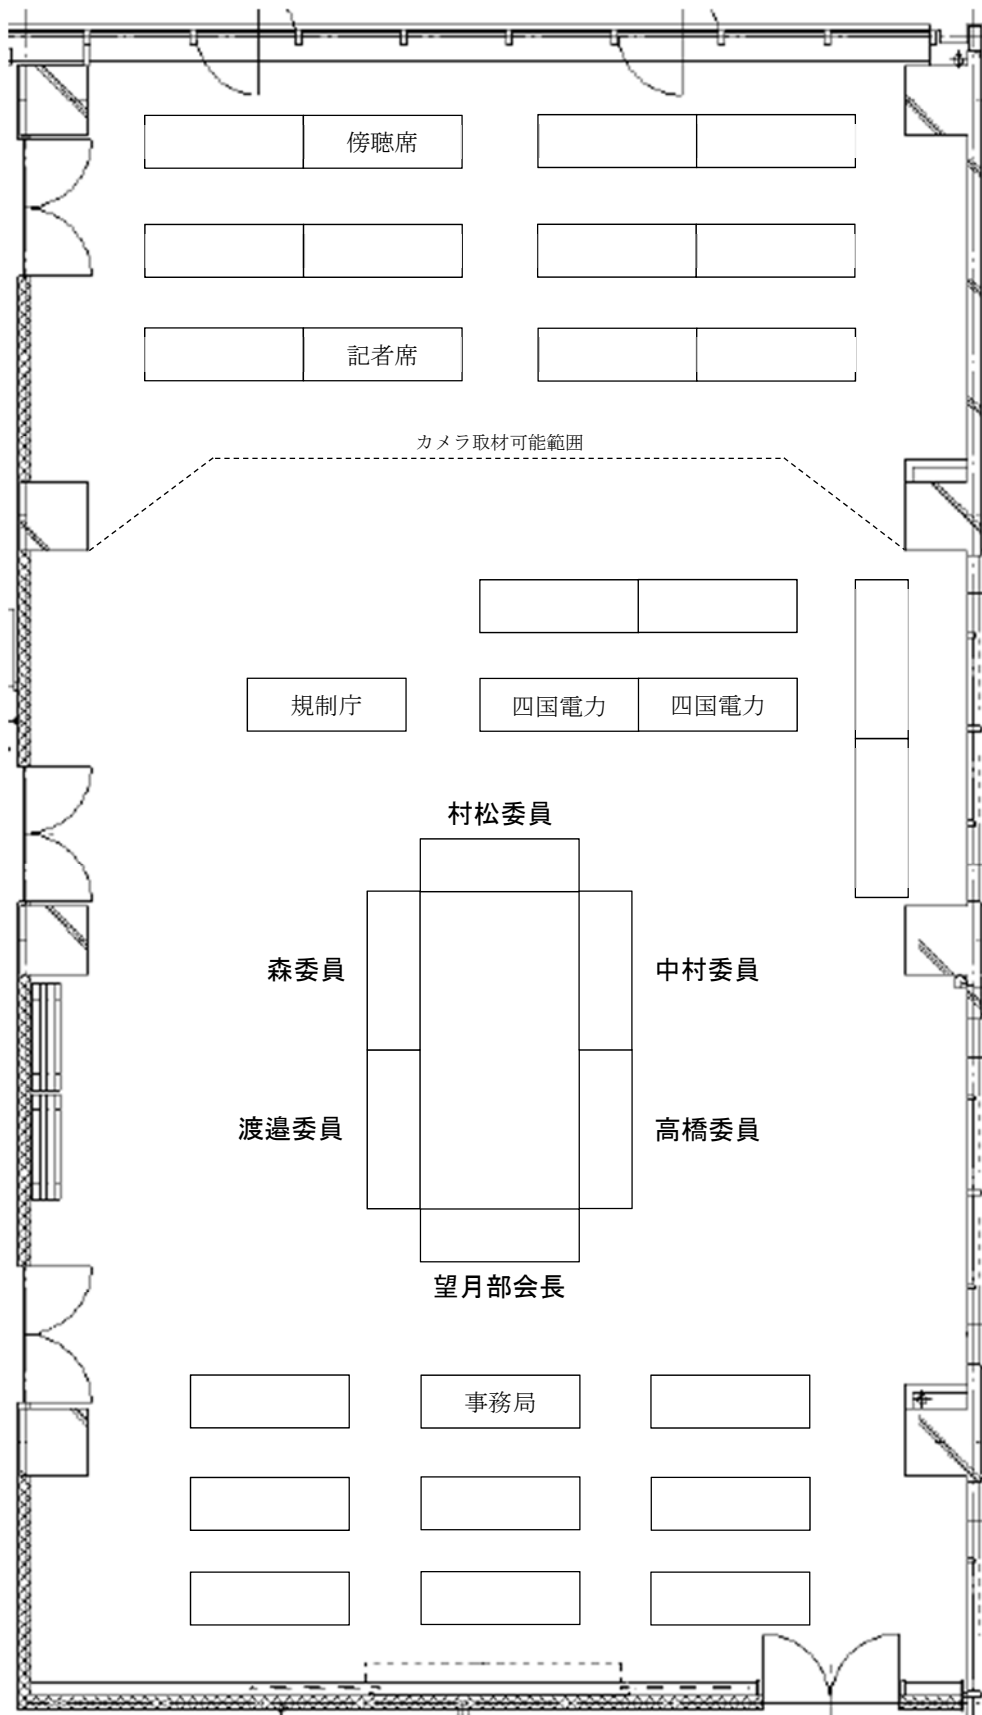 傍聴席
記者席
カメラ取材可能範囲
規制庁
四国電力
四国電力
村松委員
森委員
中村委員
渡邉委員
高橋委員
望月部会長
事務局